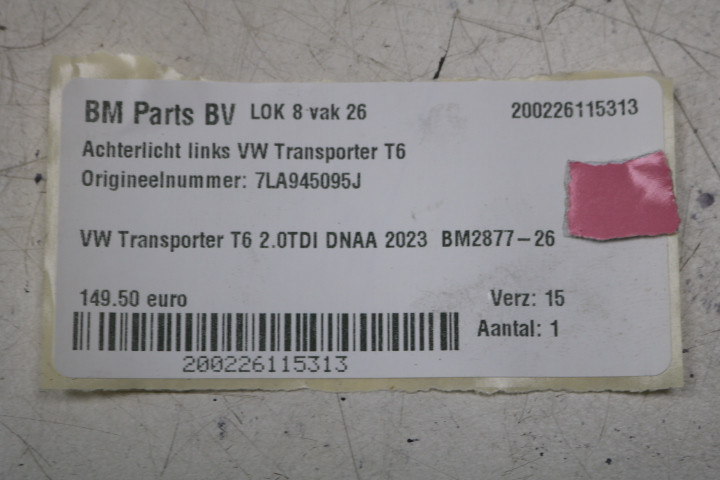 BM Parts BV LOK 8 vak 26 200226115313
Achterlicht links VW Transporter T6
Origineelnummer: 7LA945095J
VW Transporter T6 2.0TDI DNAA 2023 BM2877-26
149.50 euro Verz: 15
Aantal: 1
200226115313